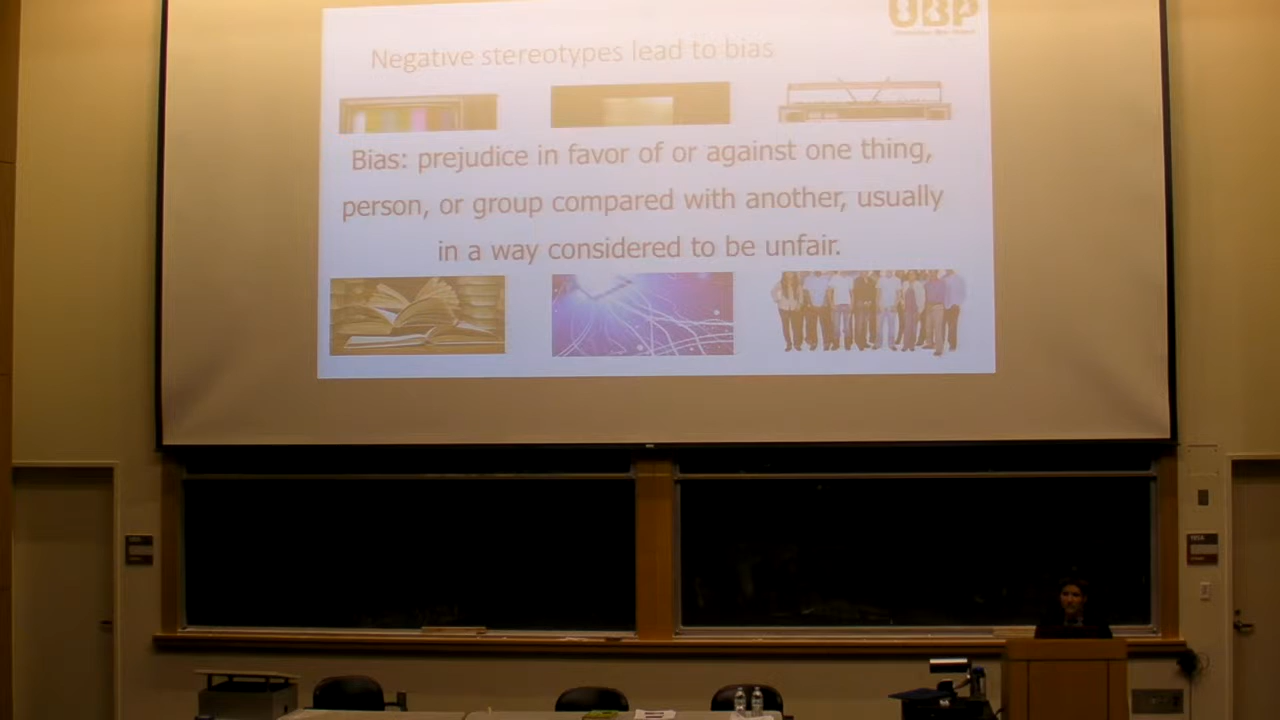 UBP
Negative stereotypes lead to bias
Bias: prejudice in favor of or against one thing,
person, or group compared with another, usually
in a way considered to be unfair.